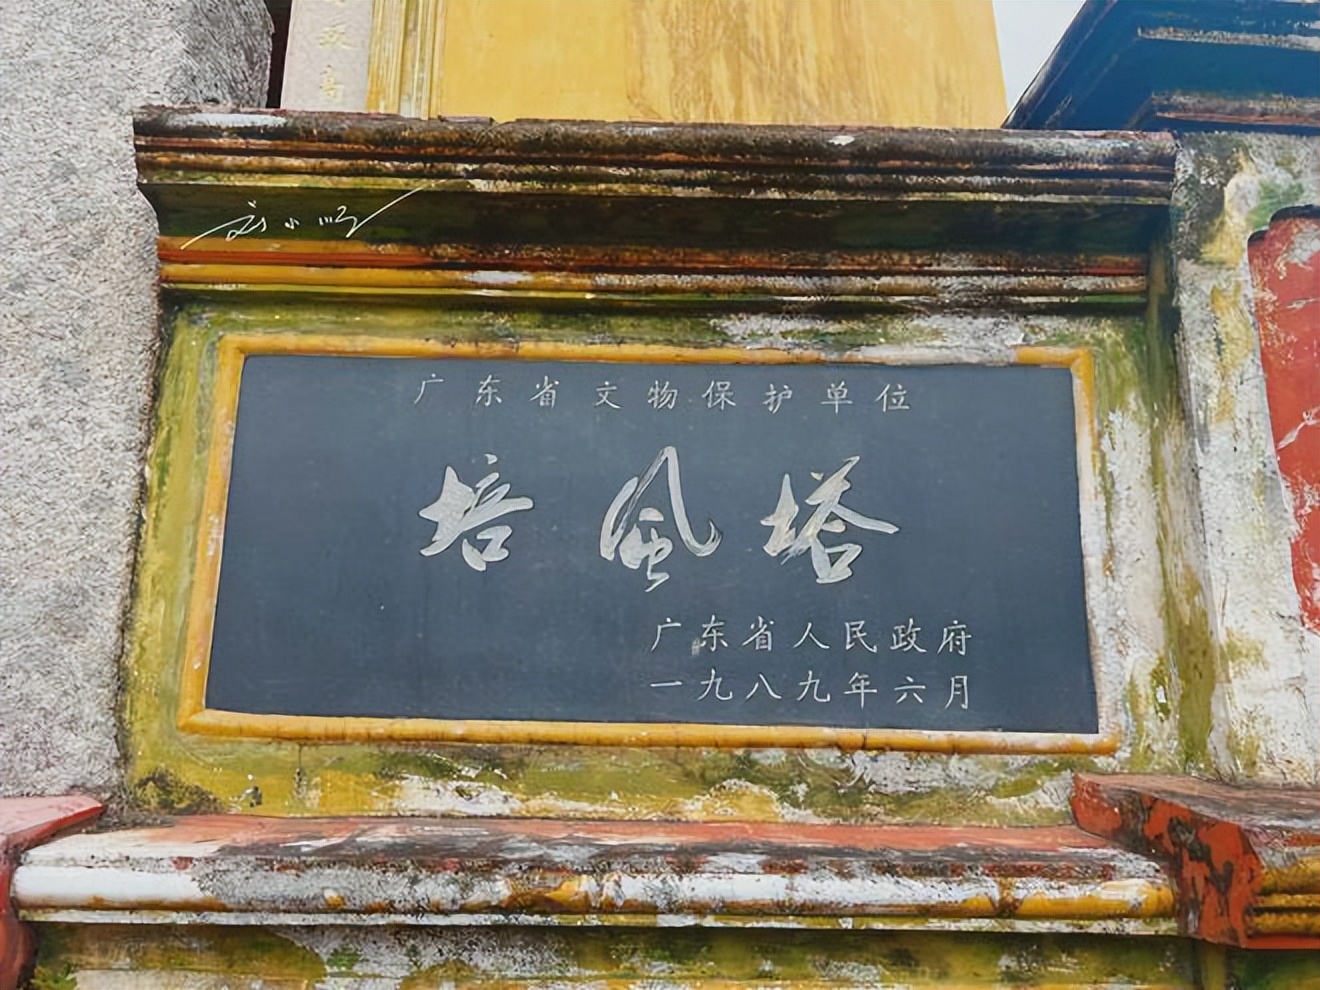 广东省文物保护单位
培風塔
广东省人民政府
一九八九年六月